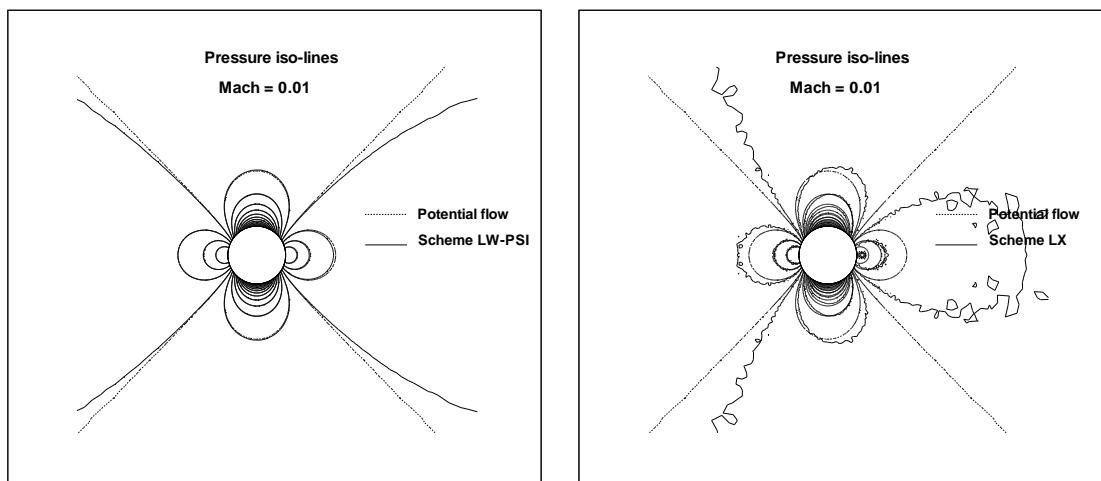 Pressure iso-lines
Mach = 0.01
Potential flow
Scheme LW-PSI
Pressure iso-lines
Mach = 0.01
Potential flow
Scheme LX